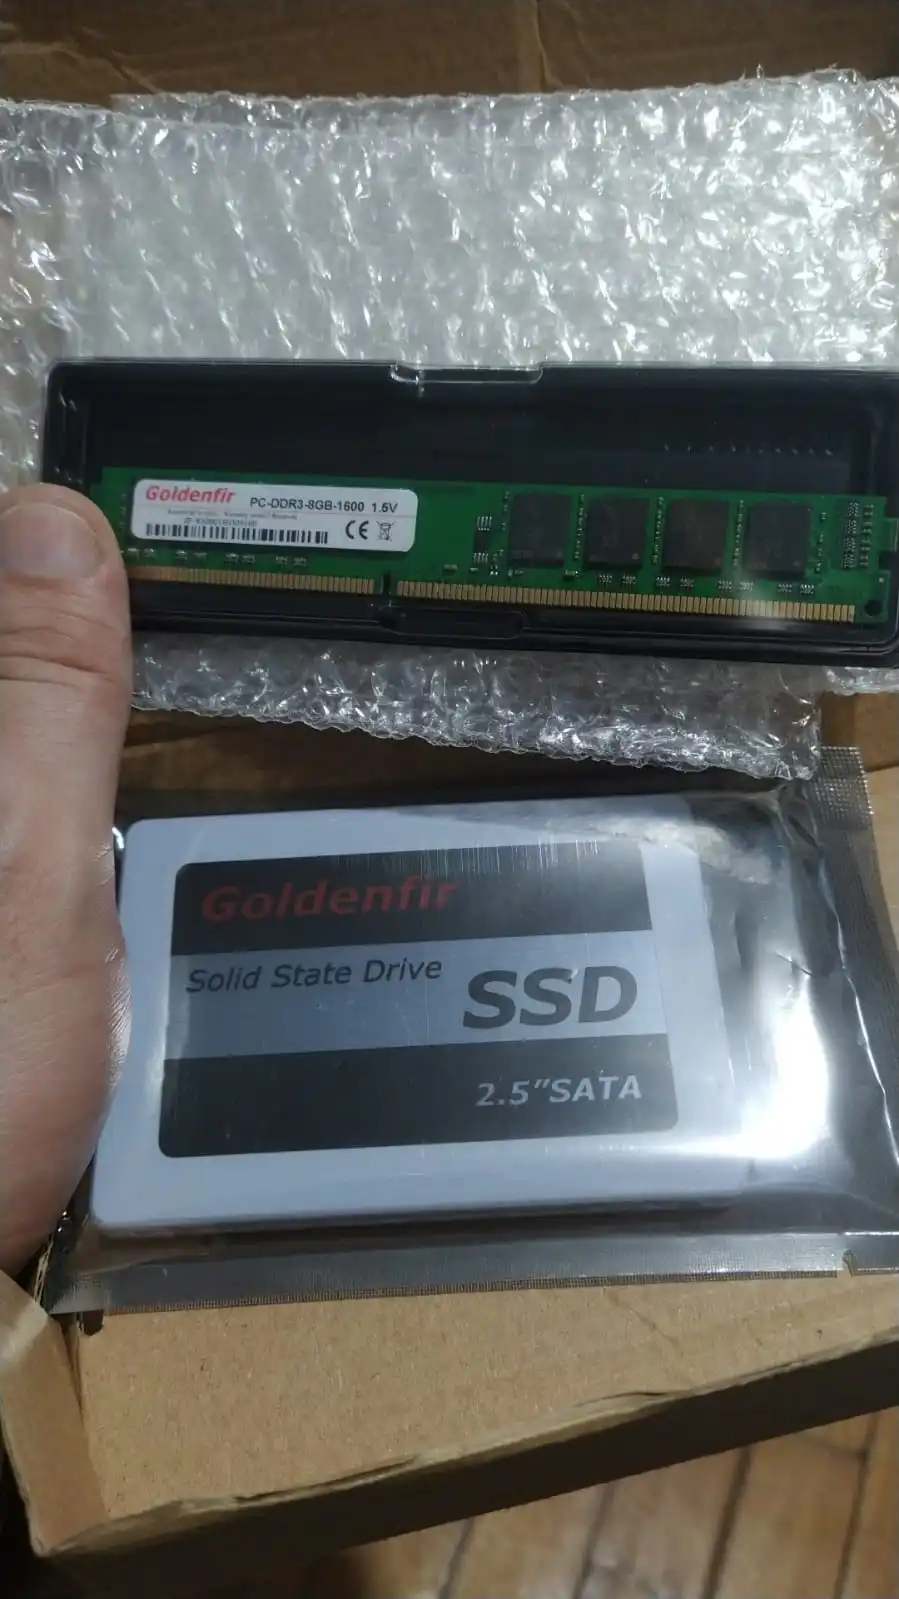 Goldenfir PC-DDR3-8GB-1600 1.5V
CE
Goldenfir
Solid State Drive
SSD
2.5"SATA